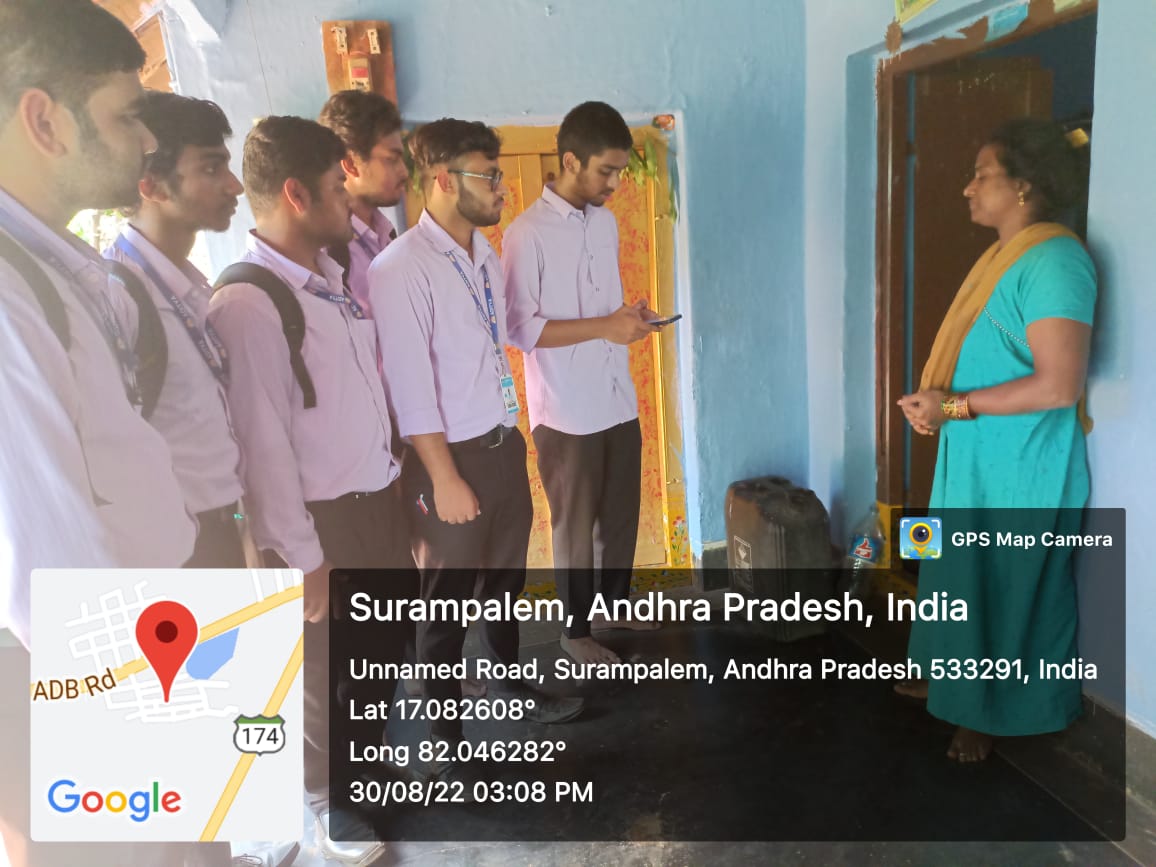 GPS Map Camera
Surampalem, Andhra Pradesh, India
Unnamed Road, Surampalem, Andhra Pradesh 533291, India
Lat 17.082608°
Long 82.046282°
30/08/22 03:08 PM
ADB Rd
174
Google